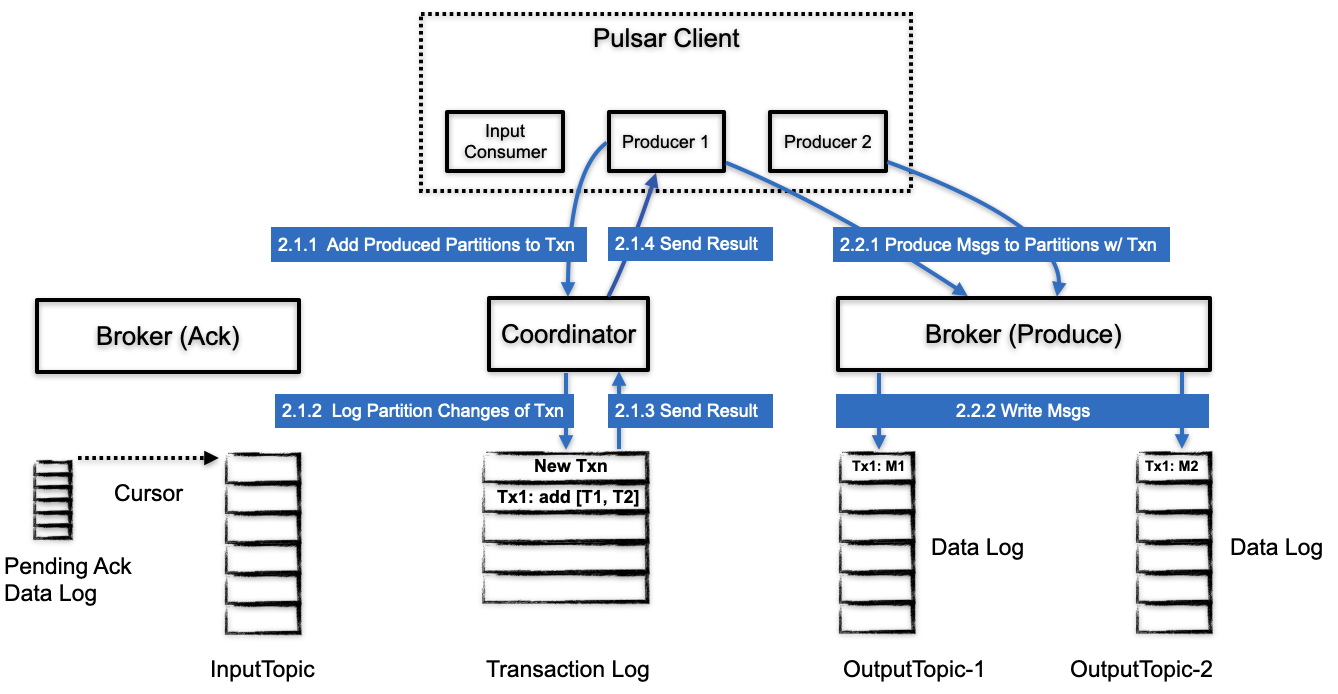 Pulsar Client
Input
Consumer
Producer 1
Producer 2
2.1.1 Add Produced Partitions to Txn
2.1.4 Send Result
2.2.1 Produce Msgs to Partitions w/ Txn
Broker (Ack)
Coordinator
Broker (Produce)
2.1.2 Log Partition Changes of Txn
2.1.3 Send Result
2.2.2 Write Msgs
New Txn
Tx1: M1
Tx1: M2
Cursor
Tx1: add [T1, T2]
Data Log
Data Log
Pending Ack
Data Log
InputTopic
Transaction Log
OutputTopic-1
OutputTopic-2